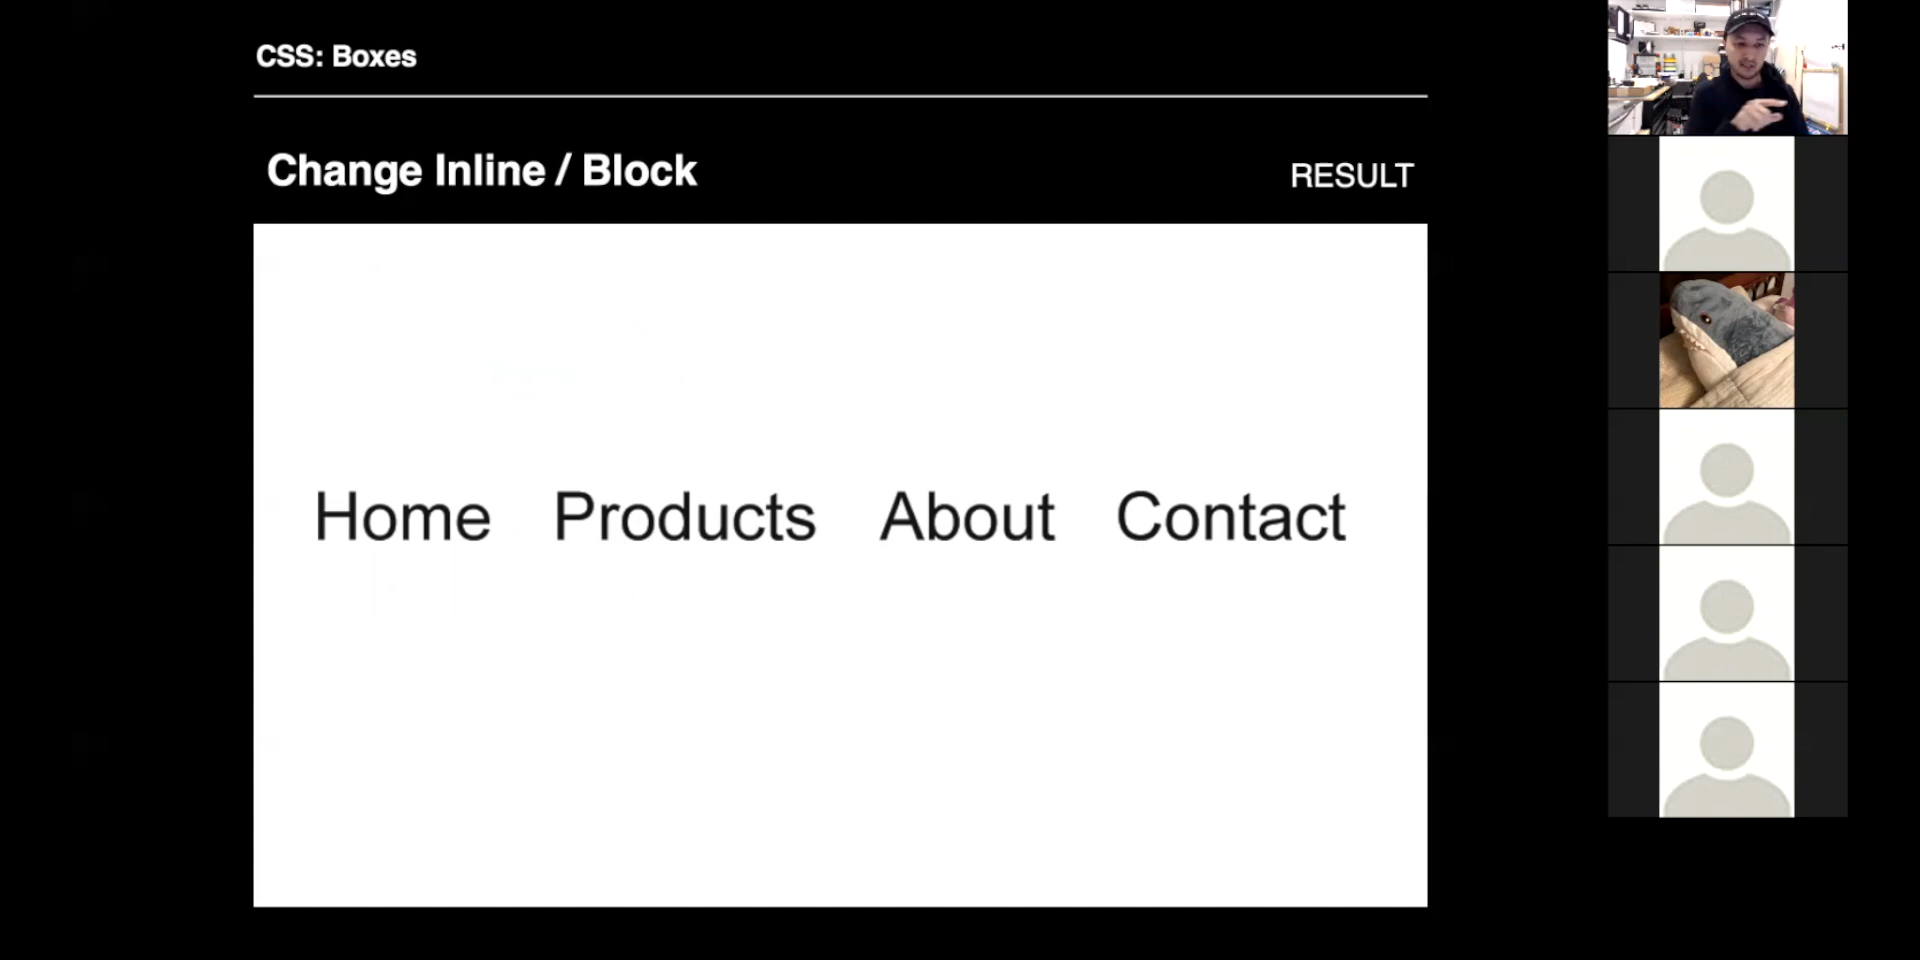 CSS: Boxes
Change Inline / Block
RESULT
Home Products About Contact